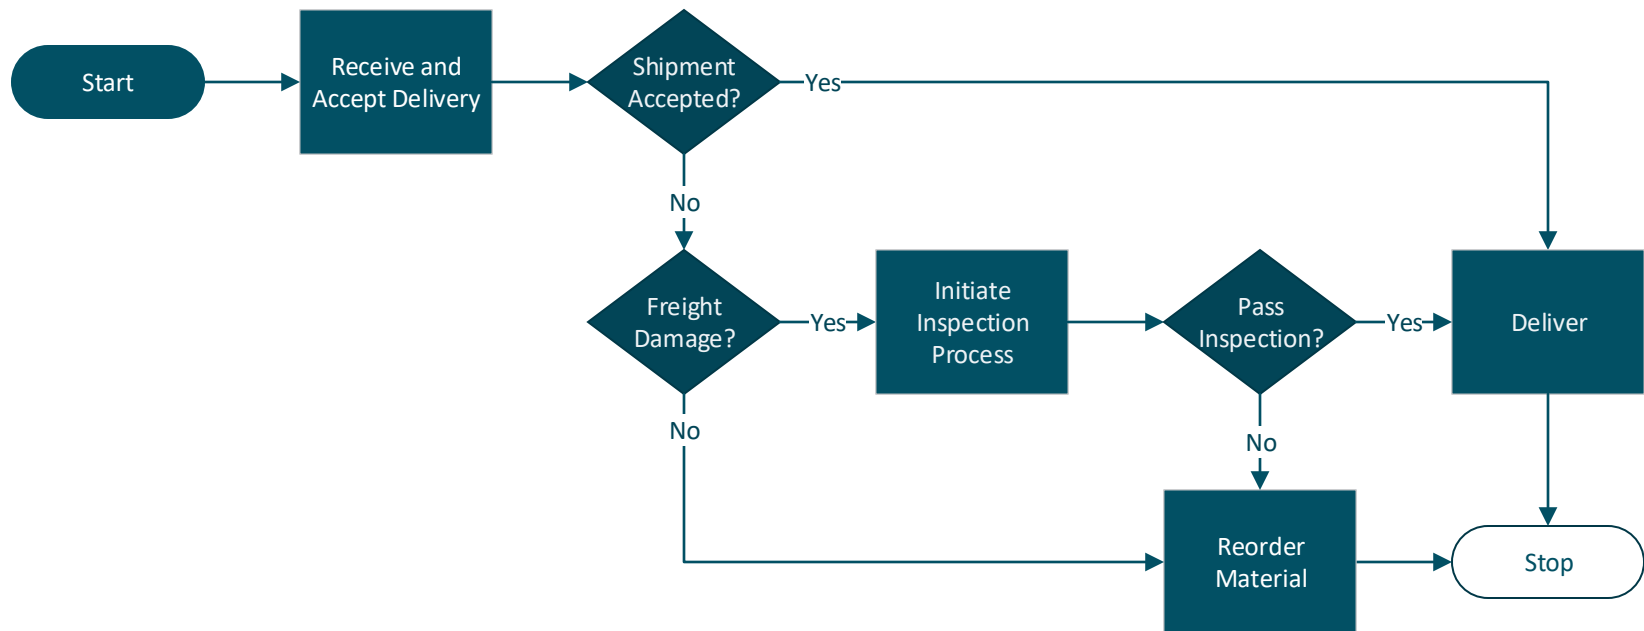 Start
Receive and
Accept Delivery
Shipment
Accepted?
Yes
No
Freight
Damage?
Yes
Initiate
Inspection
Process
Pass
Inspection?
Yes
Deliver
No
No
Reorder
Material
Stop